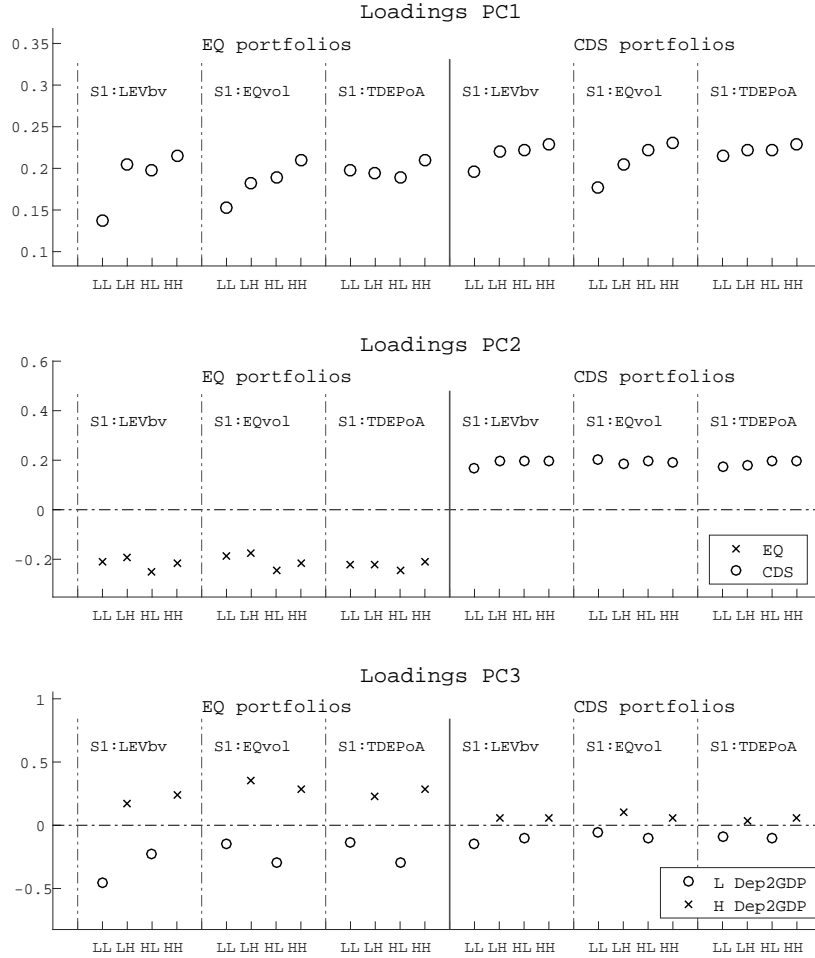 Loadings PC1
EQ portfolios CDS portfolios
S1:LEVbv S1:EQvol S1:TDEPoA S1:LEVbv S1:EQvol S1:TDEPoA
0.35
0.3
0.25
0.2
0.15
0.1
LL LH HL HH LL LH HL HH LL LH HL HH LL LH HL HH LL LH HL HH LL LH HL HH
Loadings PC2
EQ portfolios CDS portfolios
S1:LEVbv S1:EQvol S1:TDEPoA S1:LEVbv S1:EQvol S1:TDEPoA
0.6
0.4
0.2
0
-0.2
EQ
CDS
LL LH HL HH LL LH HL HH LL LH HL HH LL LH HL HH LL LH HL HH LL LH HL HH
Loadings PC3
EQ portfolios CDS portfolios
S1:LEVbv S1:EQvol S1:TDEPoA S1:LEVbv S1:EQvol S1:TDEPoA
1
0.5
0
-0.5
L Dep2GDP
H Dep2GDP
LL LH HL HH LL LH HL HH LL LH HL HH LL LH HL HH LL LH HL HH LL LH HL HH